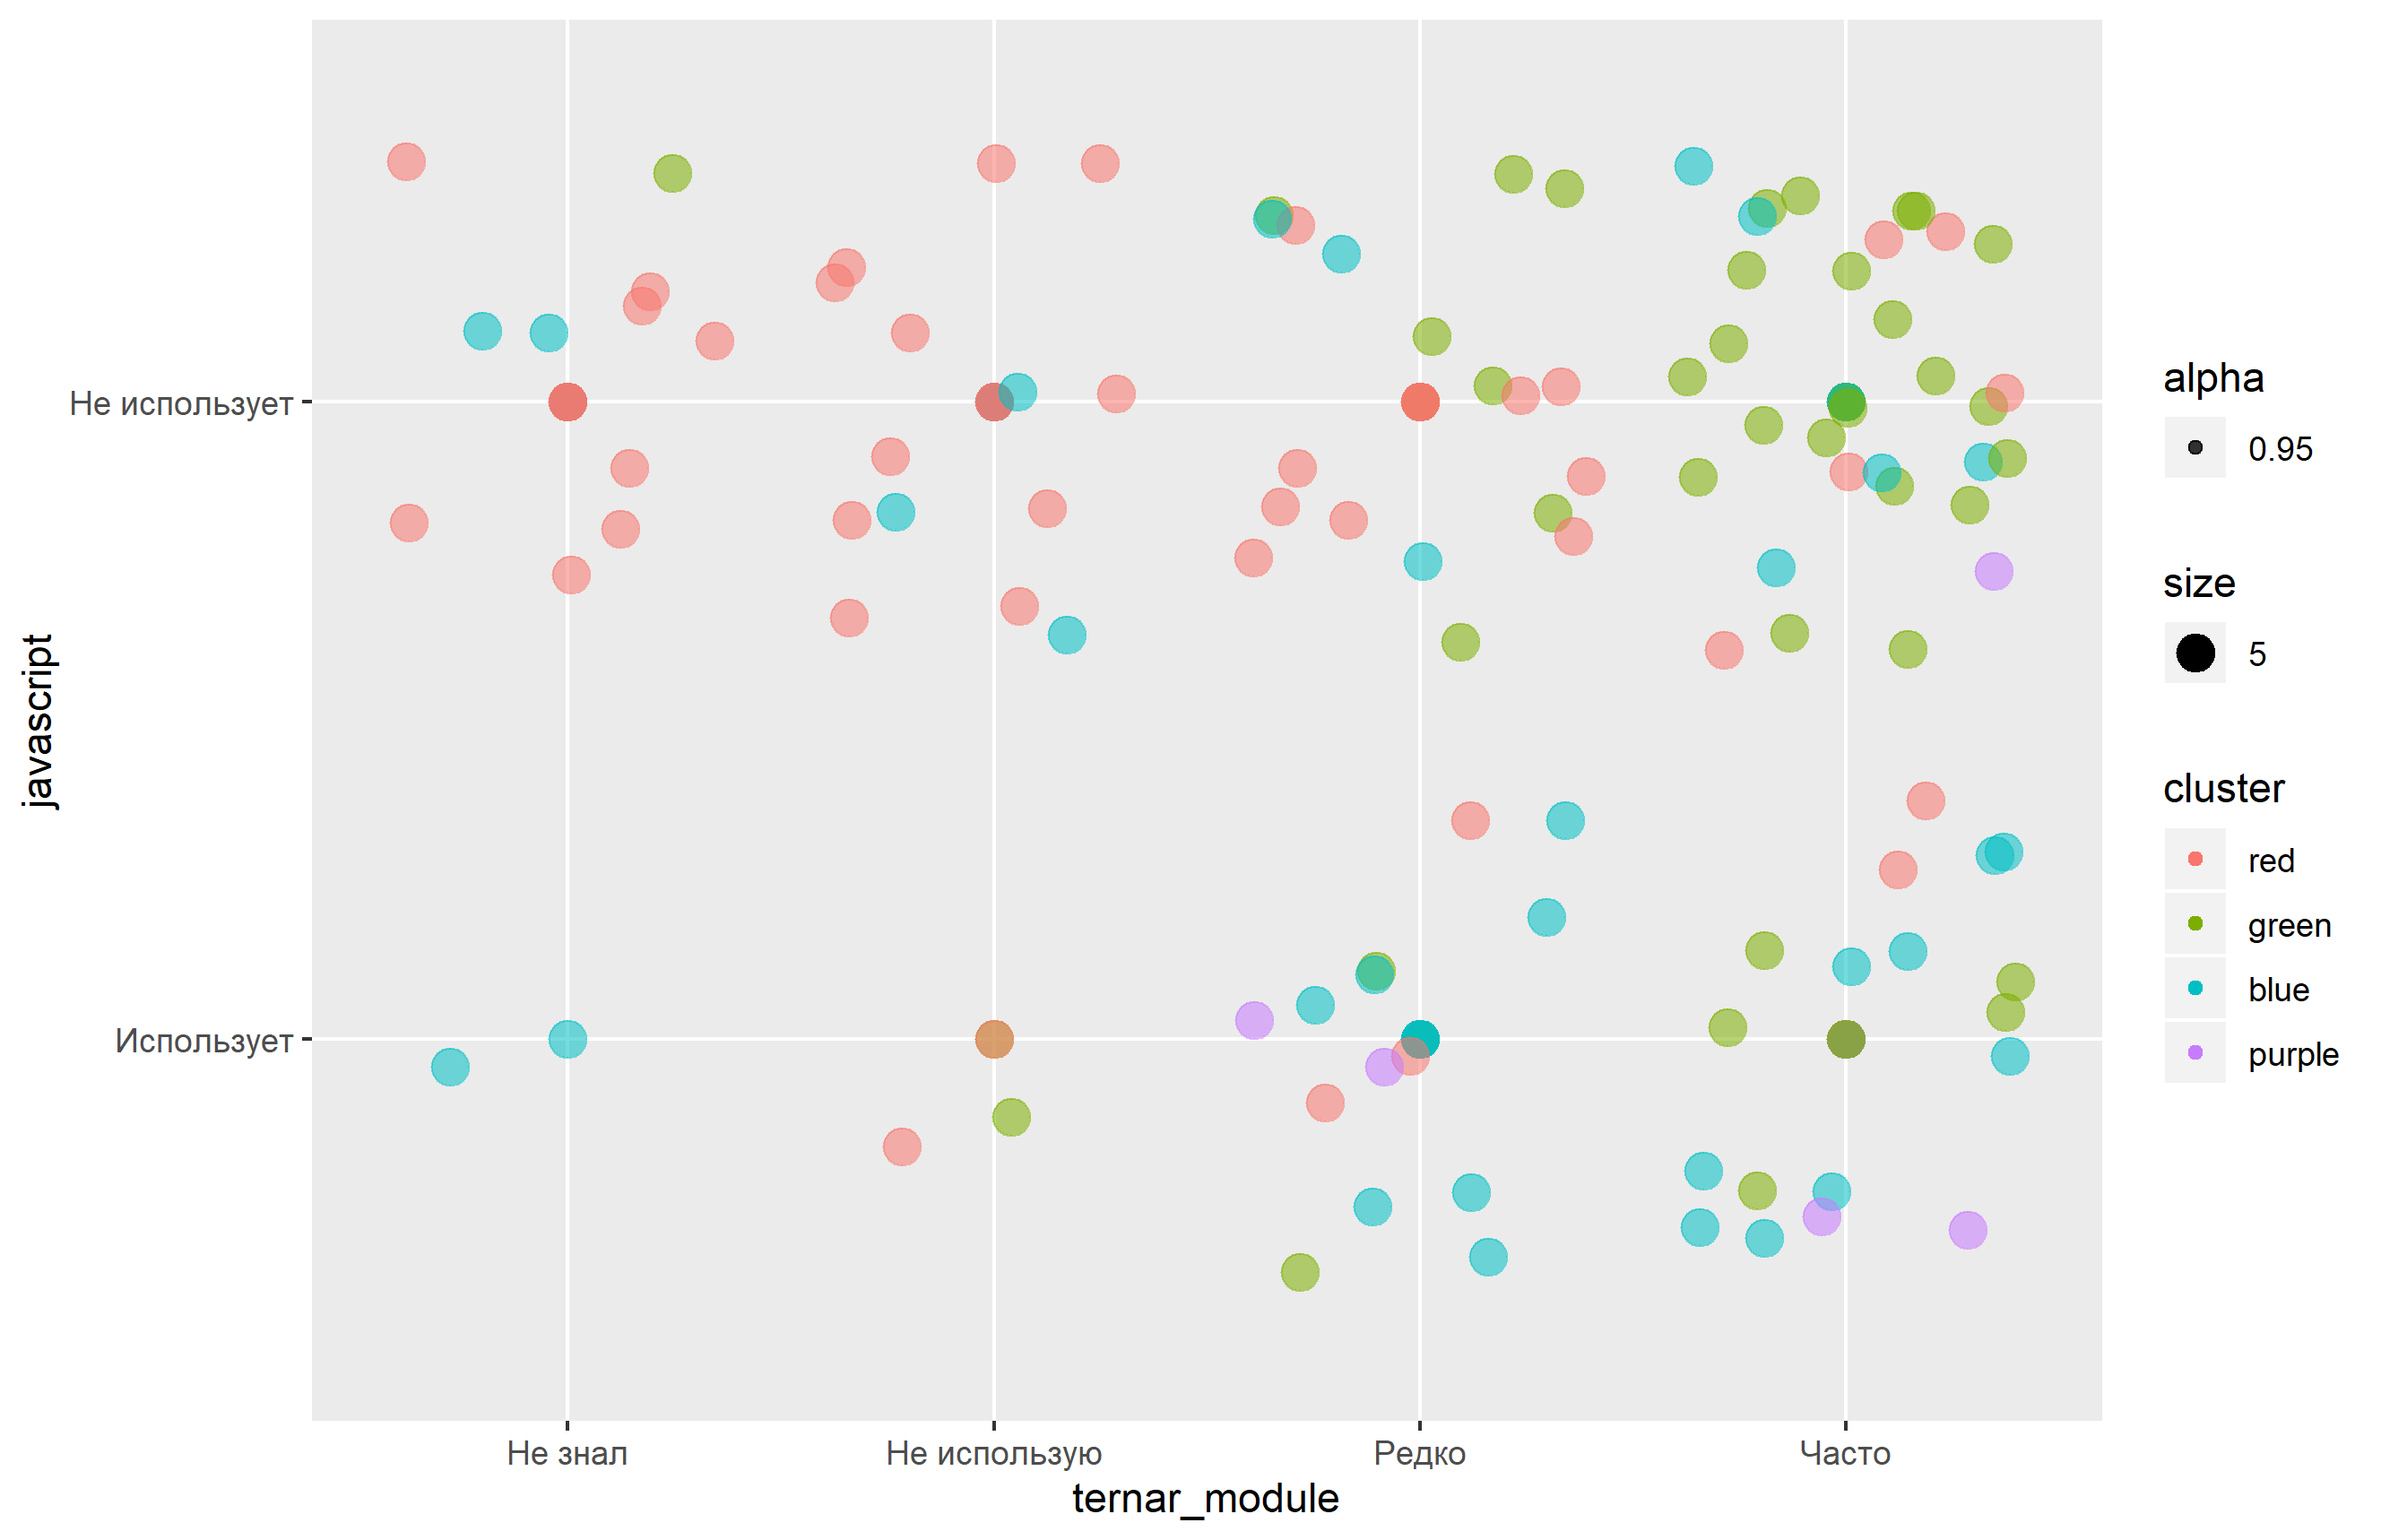 javascript
Не использует
Использует
Не знал
Не использую
Редко
Часто
ternar_module
alpha
0.95
size
5
cluster
red
green
blue
purple